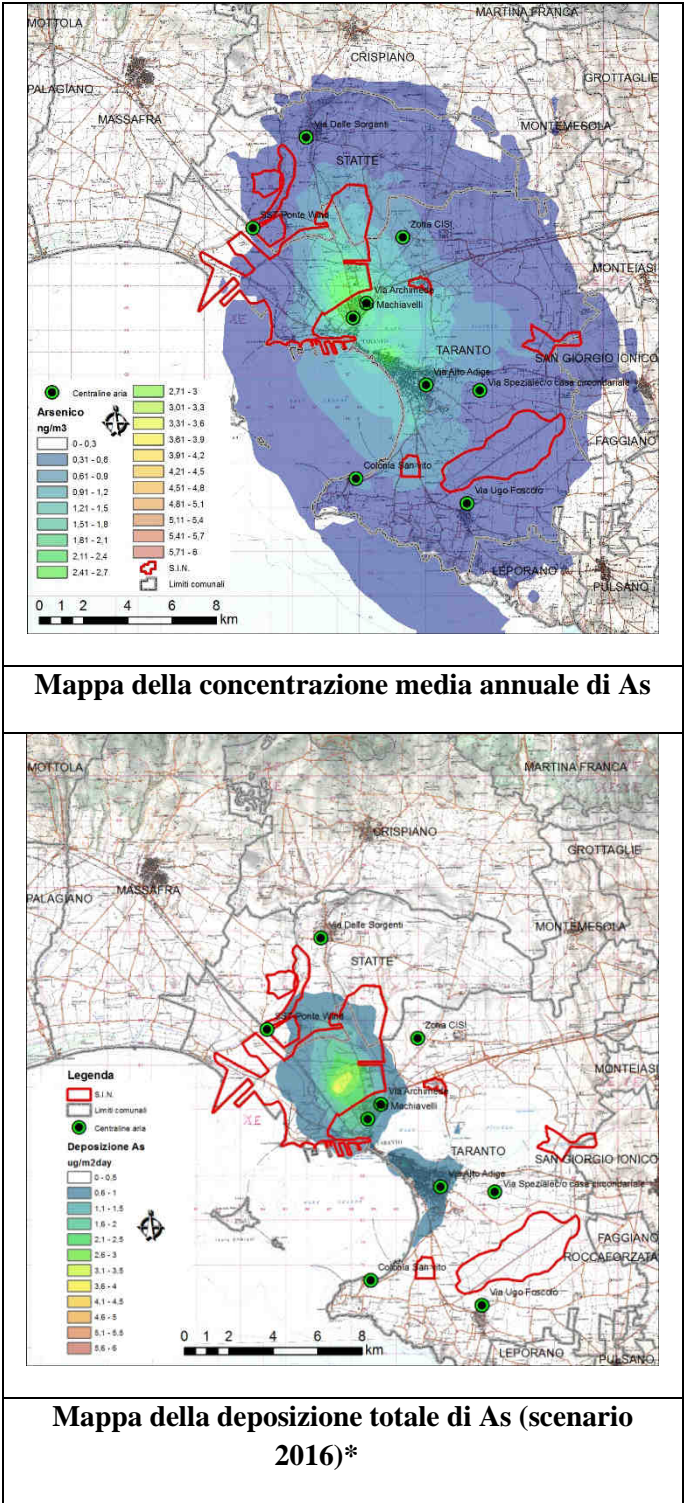 MOTTOLA
MARTINA FRANCA
CRISPIANO
GROTTAGLIE
PALAGIANO
MASSAFRA
Via Delle Sorgenti
MONTEMESOLA
STATTE
SST-Ponte Wind
Zona CISI
MONTEIASI
Via Archimede
Machiavelli
TARANTO
TARANTO
SAN GIORGIO IONICO
Via Alto Adige
Via Speziale c/o casa circondariale
FAGGIANO
Colonia San vito
Via Ugo Foscolo
LEPORANO
PULSANO
Centraline aria
Arsenico
ng/m3
0 - 0,3
0,31 - 0,6
0,61 - 0,9
0,91 - 1,2
1,21 - 1,5
1,51 - 1,8
1,81 - 2,1
2,11 - 2,4
2,41 - 2,7
2,71 - 3
3,01 - 3,3
3,31 - 3,6
3,61 - 3,9
3,91 - 4,2
4,21 - 4,5
4,51 - 4,8
4,81 - 5,1
5,11 - 5,4
5,41 - 5,7
5,71 - 6
S.I.N.
Limiti comunali
0 1 2 4 6 8
km
Mappa della concentrazione media annuale di As
MOTTOLA
MARTINA FRANCA
CRISPIANO
GROTTAGLIE
PALAGIANO
MASSAFRA
Via Delle Sorgenti
MONTEMESOLA
STATTE
SST-Ponte Wind
Zona CISI
MONTEIASI
Via Archimede
Machiavelli
TARANTO
TARANTO
SAN GIORGIO IONICO
Via Alto Adige
Via Speziale c/o casa circondariale
FAGGIANO
ROCCAFORZATA
Colonia San vito
Via Ugo Foscolo
LEPORANO
PULSANO
Legenda
S.I.N.
Limiti comunali
Centraline aria
Deposizione As
ug/m2day
0 - 0,5
0,6 - 1
1,1 - 1,5
1,6 - 2
2,1 - 2,5
2,6 - 3
3,1 - 3,5
3,6 - 4
4,1 - 4,5
4,6 - 5
5,1 - 5,5
5,6 - 6
0 1 2 4 6 8
km
Mappa della deposizione totale di As (scenario
2016)*